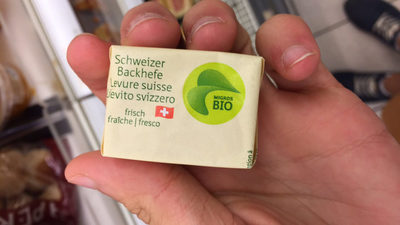 Schweizer
Backhefe
Levure suisse
Lievito svizzero
frisch
fraîche | fresco
MIGROS
BIO